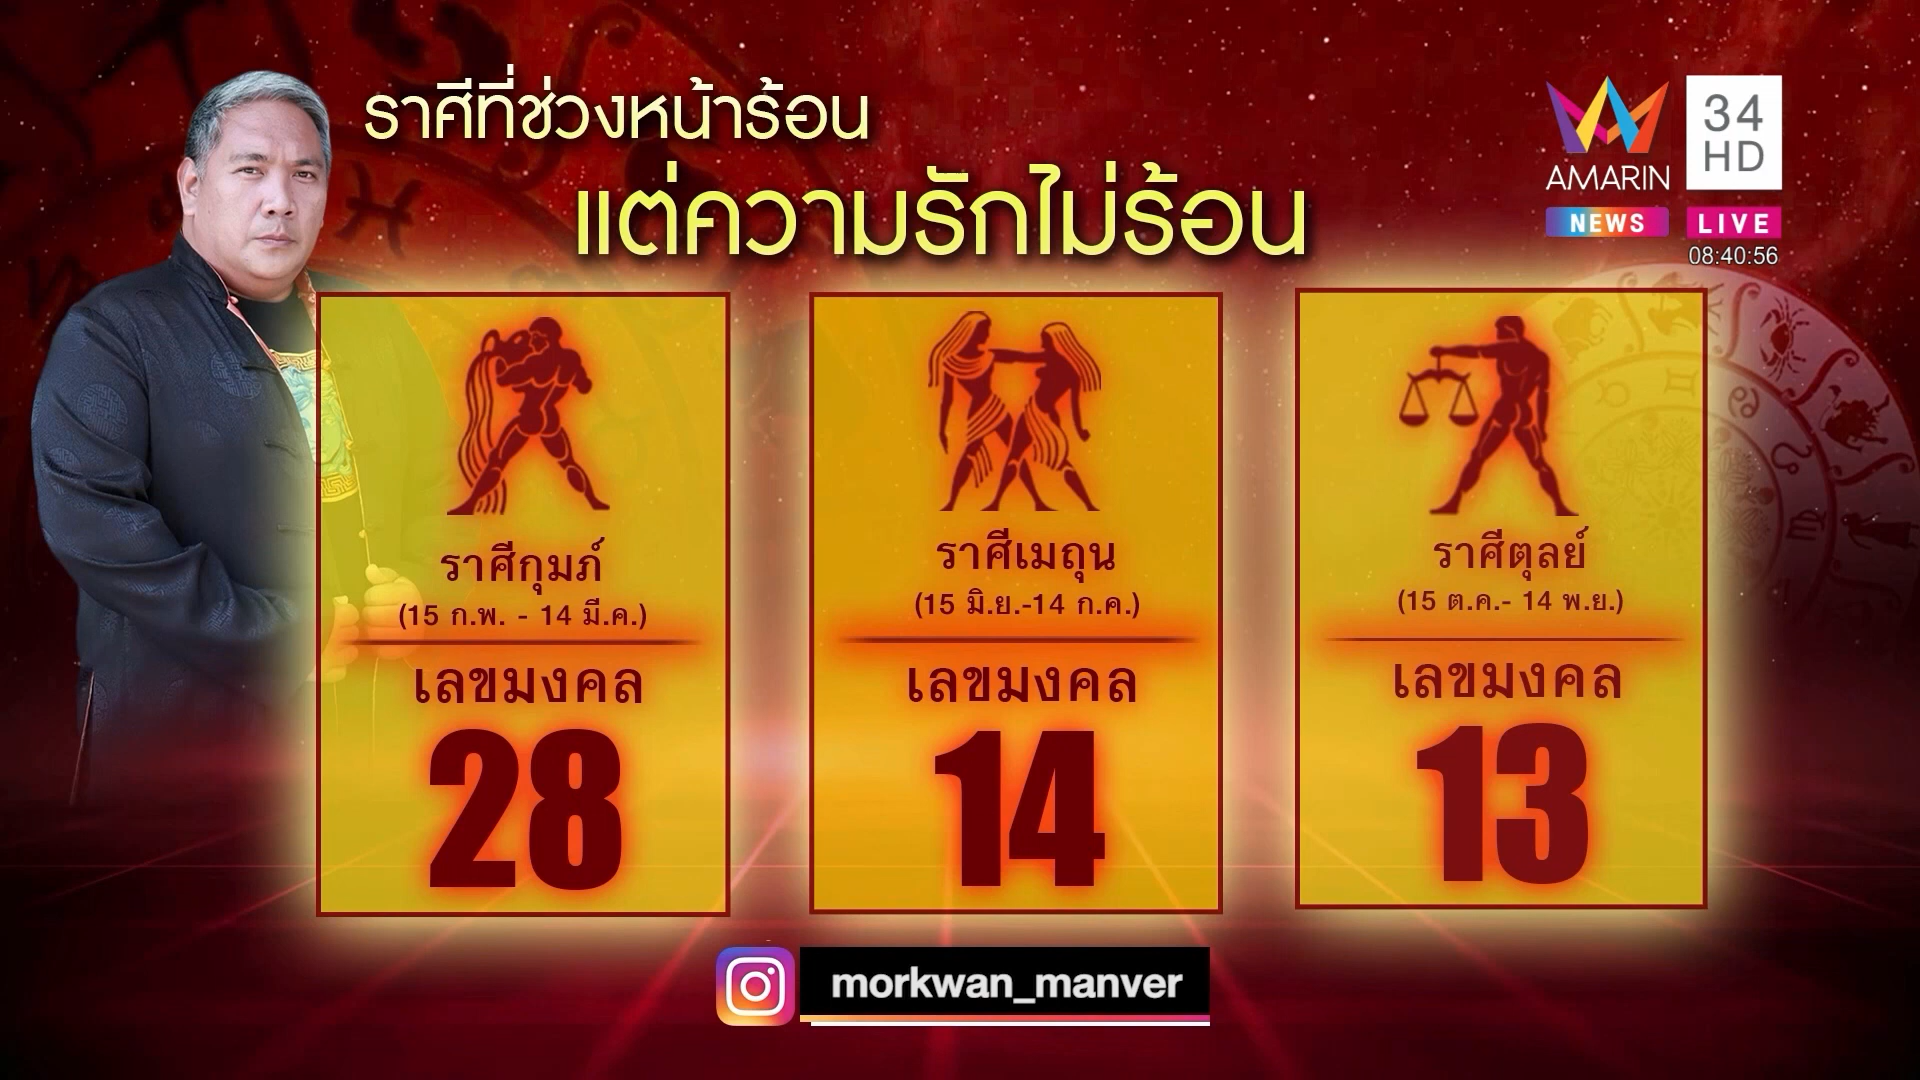 ราศีที่ช่วงหน้าร้อน
แต่ความรักไม่ร้อน
AMARIN
NEWS
34
HD
LIVE
08:40:56
ราศีกุมภ์
(15 ก.พ. - 14 มี.ค.)
เลขมงคล
28
ราศีเมถุน
(15 มิ.ย.-14 ก.ค.)
เลขมงคล
14
ราศีตุลย์
(15 ต.ค.- 14 พ.ย.)
เลขมงคล
13
morkwan_manver